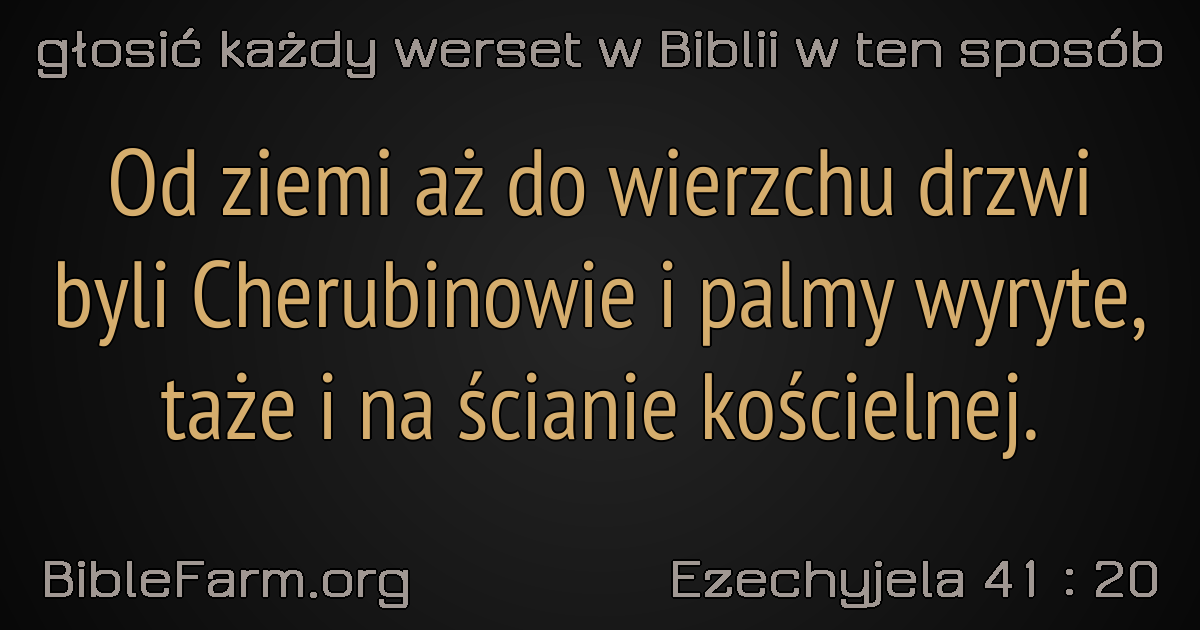 głosić każdy werset w Biblii w ten sposób
Od ziemi aż do wierzchu drzwi
byli Cherubinowie i palmy wyryte,
taże i na ścianie kościelnej.
BibleFarm.org
Ezechyjela 41 : 20